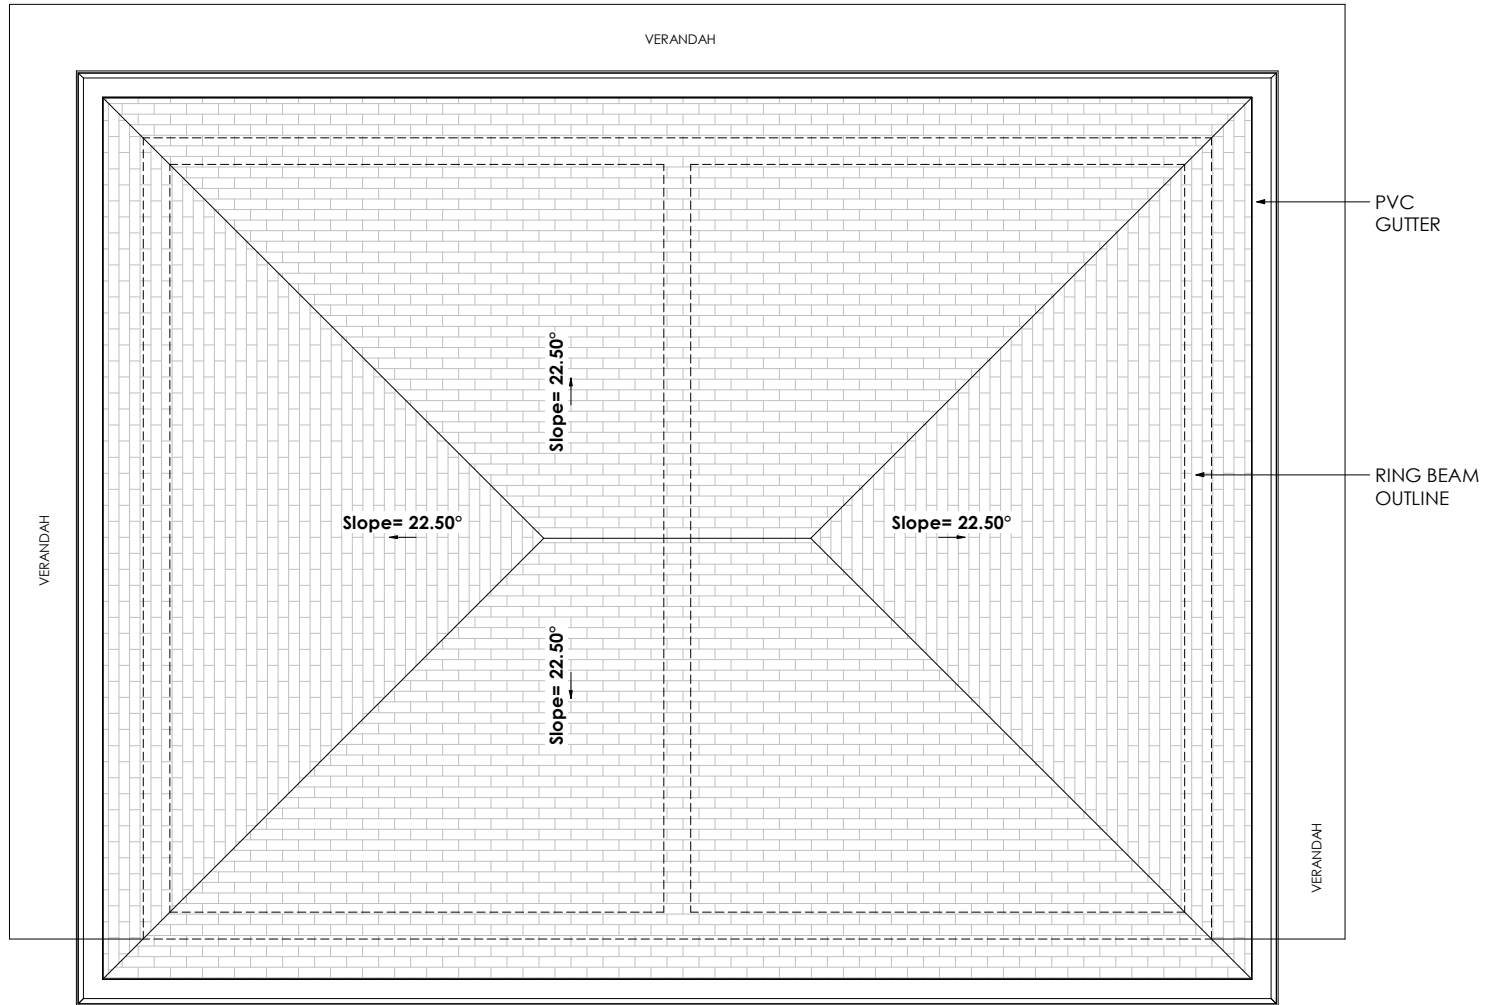 VERANDAH
PVC
GUTTER
Slope= 22.50°
RING BEAM
OUTLINE
Slope= 22.50°
Slope= 22.50°
VERANDAH
Slope= 22.50°
VERANDAH